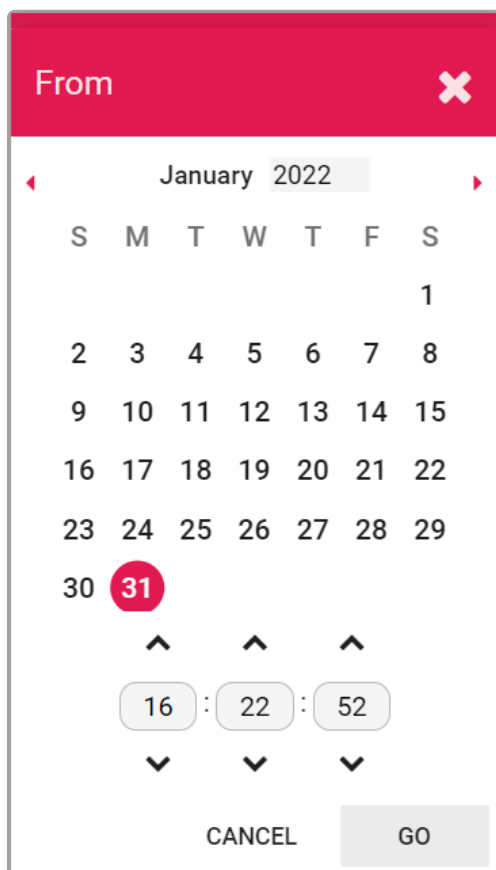 From
January 2022
S M T W T F S
1
2 3 4 5 6 7 8
9 10 11 12 13 14 15
16 17 18 19 20 21 22
23 24 25 26 27 28 29
30 31
16 : 22 : 52
CANCEL GO